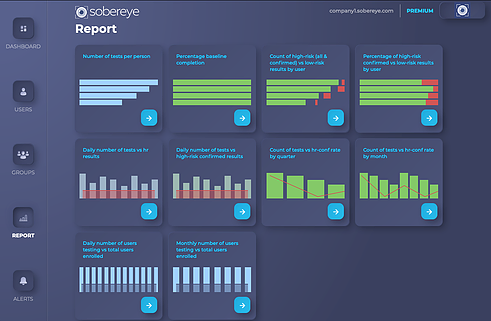 sobereye
company1.sobereye.com
PREMIUM
Report
DASHBOARD
USERS
GROUPS
REPORT
ALERTS
Number of tests per person
Percentage baseline
completion
Count of high-risk (all &
confirmed) vs low-risk
results by user
Percentage of high-risk
confirmed vs low-risk
results by user
Daily number of tests vs hr
results
Daily number of tests vs
high-risk confirmed results
Count of tests vs hr-conf rate
by quarter
Count of tests vs hr-conf rate
by month
Daily number of users
testing vs total users
enrolled
Monthly number of users
testing vs total users
enrolled